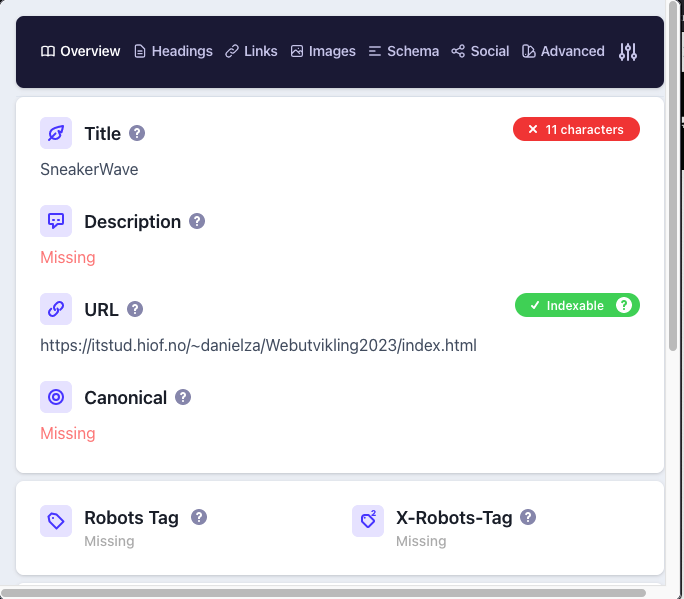 Overview Headings Links Images Schema Social Advanced
Title ?
11 characters
SneakerWave
Description ?
Missing
URL ?
Indexable ?
https://itstud.hiof.no/~danielza/Webutvikling2023/index.html
Canonical ?
Missing
Robots Tag ?
X-Robots-Tag ?
Missing
Missing